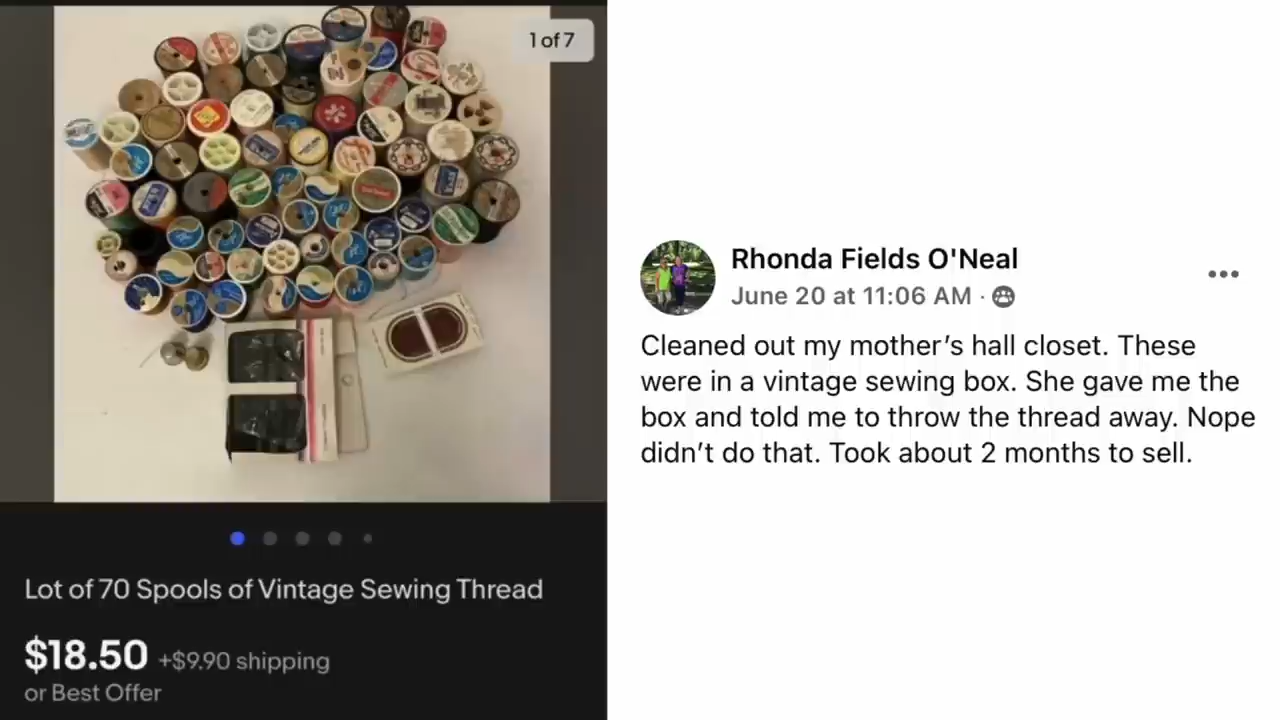 1 of 7
Lot of 70 Spools of Vintage Sewing Thread
$18.50 +$9.90 shipping
or Best Offer
Rhonda Fields O'Neal
June 20 at 11:06 AM ·
Cleaned out my mother’s hall closet. These
were in a vintage sewing box. She gave me the
box and told me to throw the thread away. Nope
didn’t do that. Took about 2 months to sell.